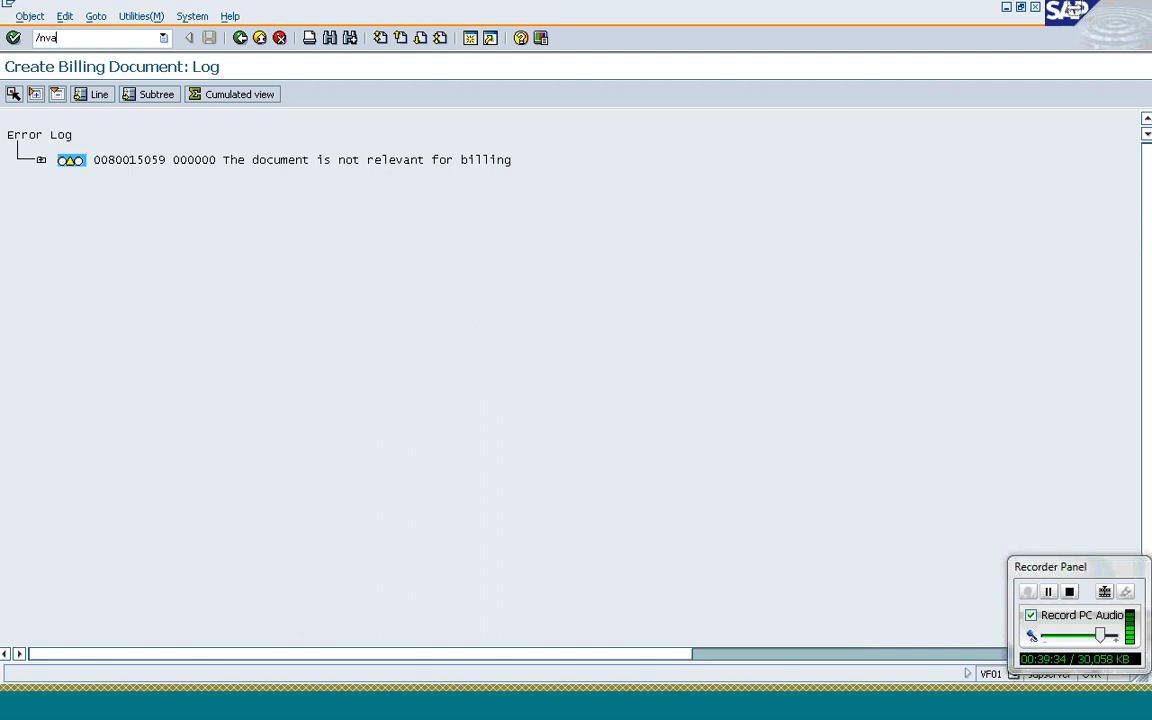 Object Edit Goto Utilities(M) System Help
SAP
/nva
Create Billing Document: Log
Line Subtree Cumulated view
Error Log
0080015059 000000 The document is not relevant for billing
Recorder Panel
Record PC Audio
00:39:34 / 30,058 KB
VF01